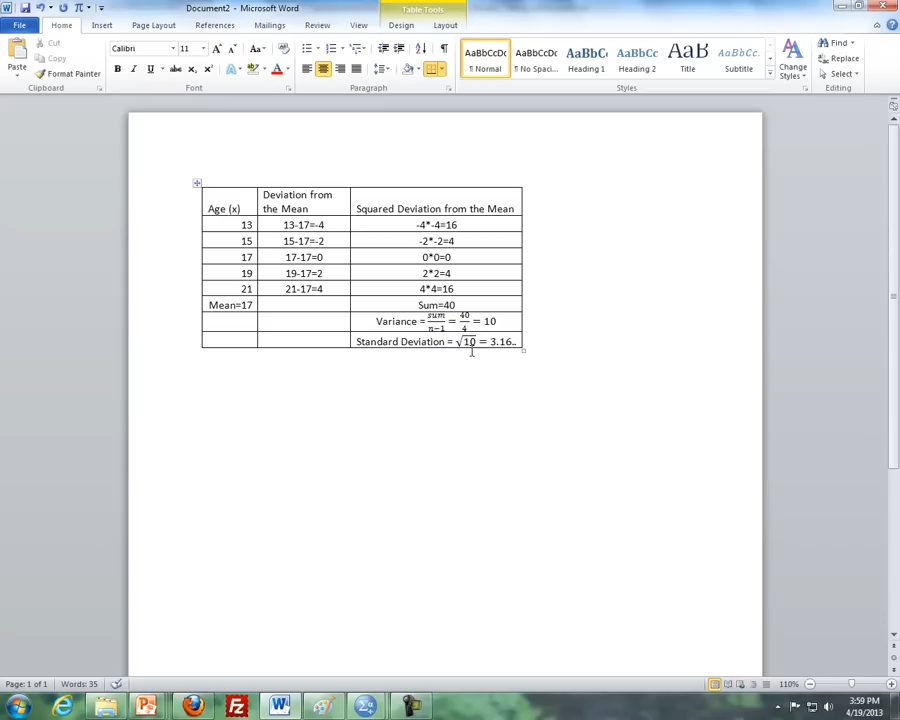 Document2 - Microsoft Word
Table Tools
File Home Insert Page Layout References Mailings Review View Design Layout
Cut
Copy
Format Painter
Paste
Clipboard
Calibri 11
Font
Paragraph
AaBbCcDc
¶ Normal
AaBbCcDc
¶ No Spaci...
AaBbC
Heading 1
AaBbCc
Heading 2
AaB
Title
AaBbCc.
Subtitle
Change
Styles
Styles
Find
Replace
Select
Editing
Age (x) Deviation from the Mean Squared Deviation from the Mean
13 13-17=-4 -4*-4=16
15 15-17=-2 -2*-2=4
17 17-17=0 0*0=0
19 19-17=2 2*2=4
21 21-17=4 4*4=16
Mean=17 Sum=40
Variance = sum/n−1 = 40/4 = 10
Standard Deviation = √10 = 3.16..
Page: 1 of 1 Words: 35 110%
3:59 PM
4/19/2013